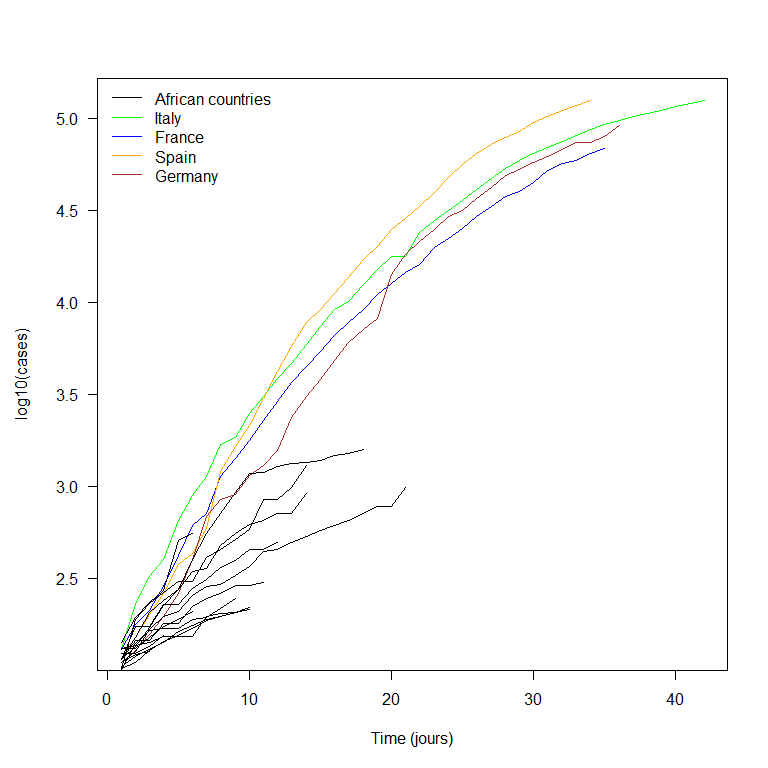 African countries
Italy
France
Spain
Germany
5.0
4.5
4.0
3.5
3.0
2.5
log10(cases)
0 10 20 30 40
Time (jours)